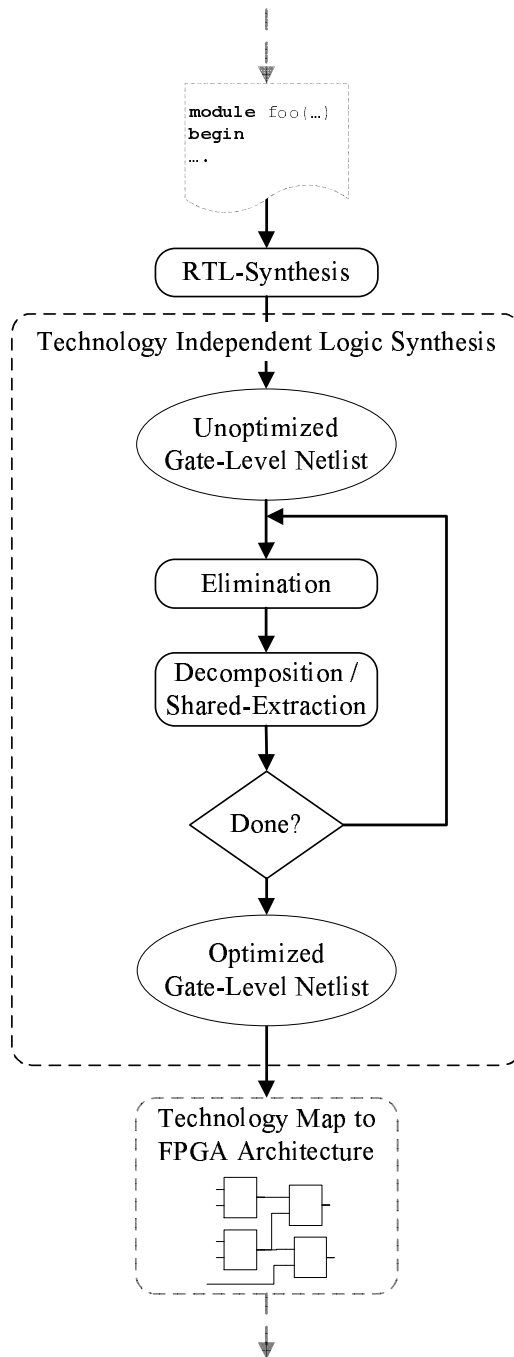 module foo(…)
begin
….
RTL-Synthesis
Technology Independent Logic Synthesis
Unoptimized
Gate-Level Netlist
Elimination
Decomposition /
Shared-Extraction
Done?
Optimized
Gate-Level Netlist
Technology Map to
FPGA Architecture